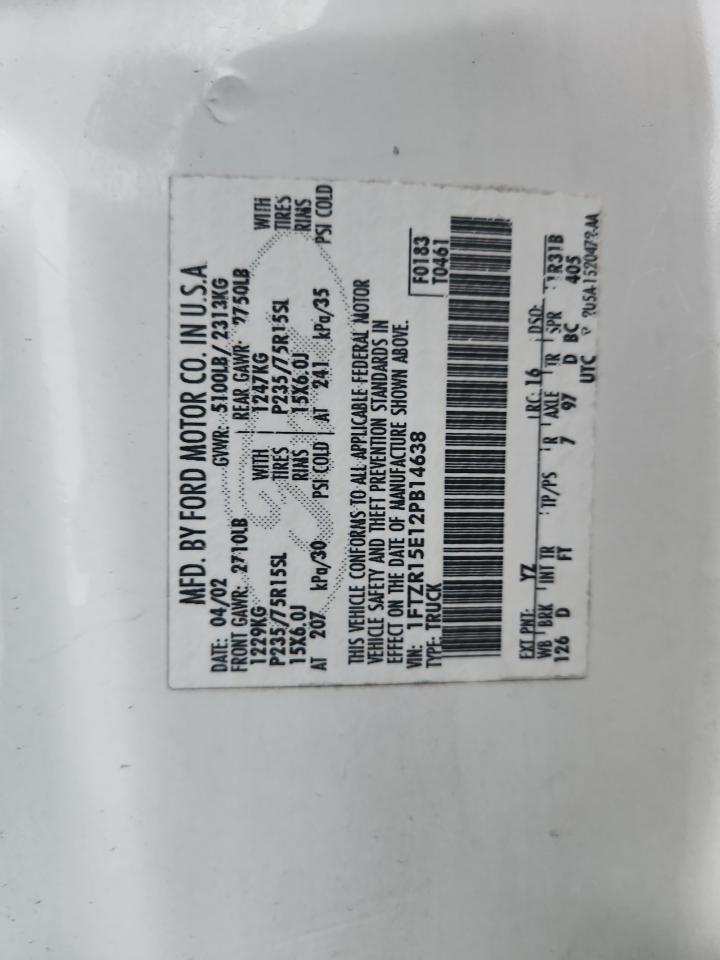 MFD. BY FORD MOTOR CO. IN U.S.A.
DATE: 04/02 GVWR: 5100LB / 2313KG
FRONT GAWR: 2710LB REAR GAWR: 2750LB
1229KG WITH 1247KG WITH
P235/75R15SL TIRES P235/75R15SL TIRES
15X6.0J RIMS 15X6.0J RIMS
AT 207 kPa/30 PSI COLD AT 241 kPa/35 PSI COLD
THIS VEHICLE CONFORMS TO ALL APPLICABLE FEDERAL MOTOR
VEHICLE SAFETY AND THEFT PREVENTION STANDARDS IN
EFFECT ON THE DATE OF MANUFACTURE SHOWN ABOVE.
VIN: 1FTZR15E12PB14638 F0183
TYPE: TRUCK T0461
EXT PNT: YZ RC: 16 DSO:
WB BRK INT TR TP/PS R AXLE TR SPR 1R31B
126 D FT 7 97 D BC 405
UTC